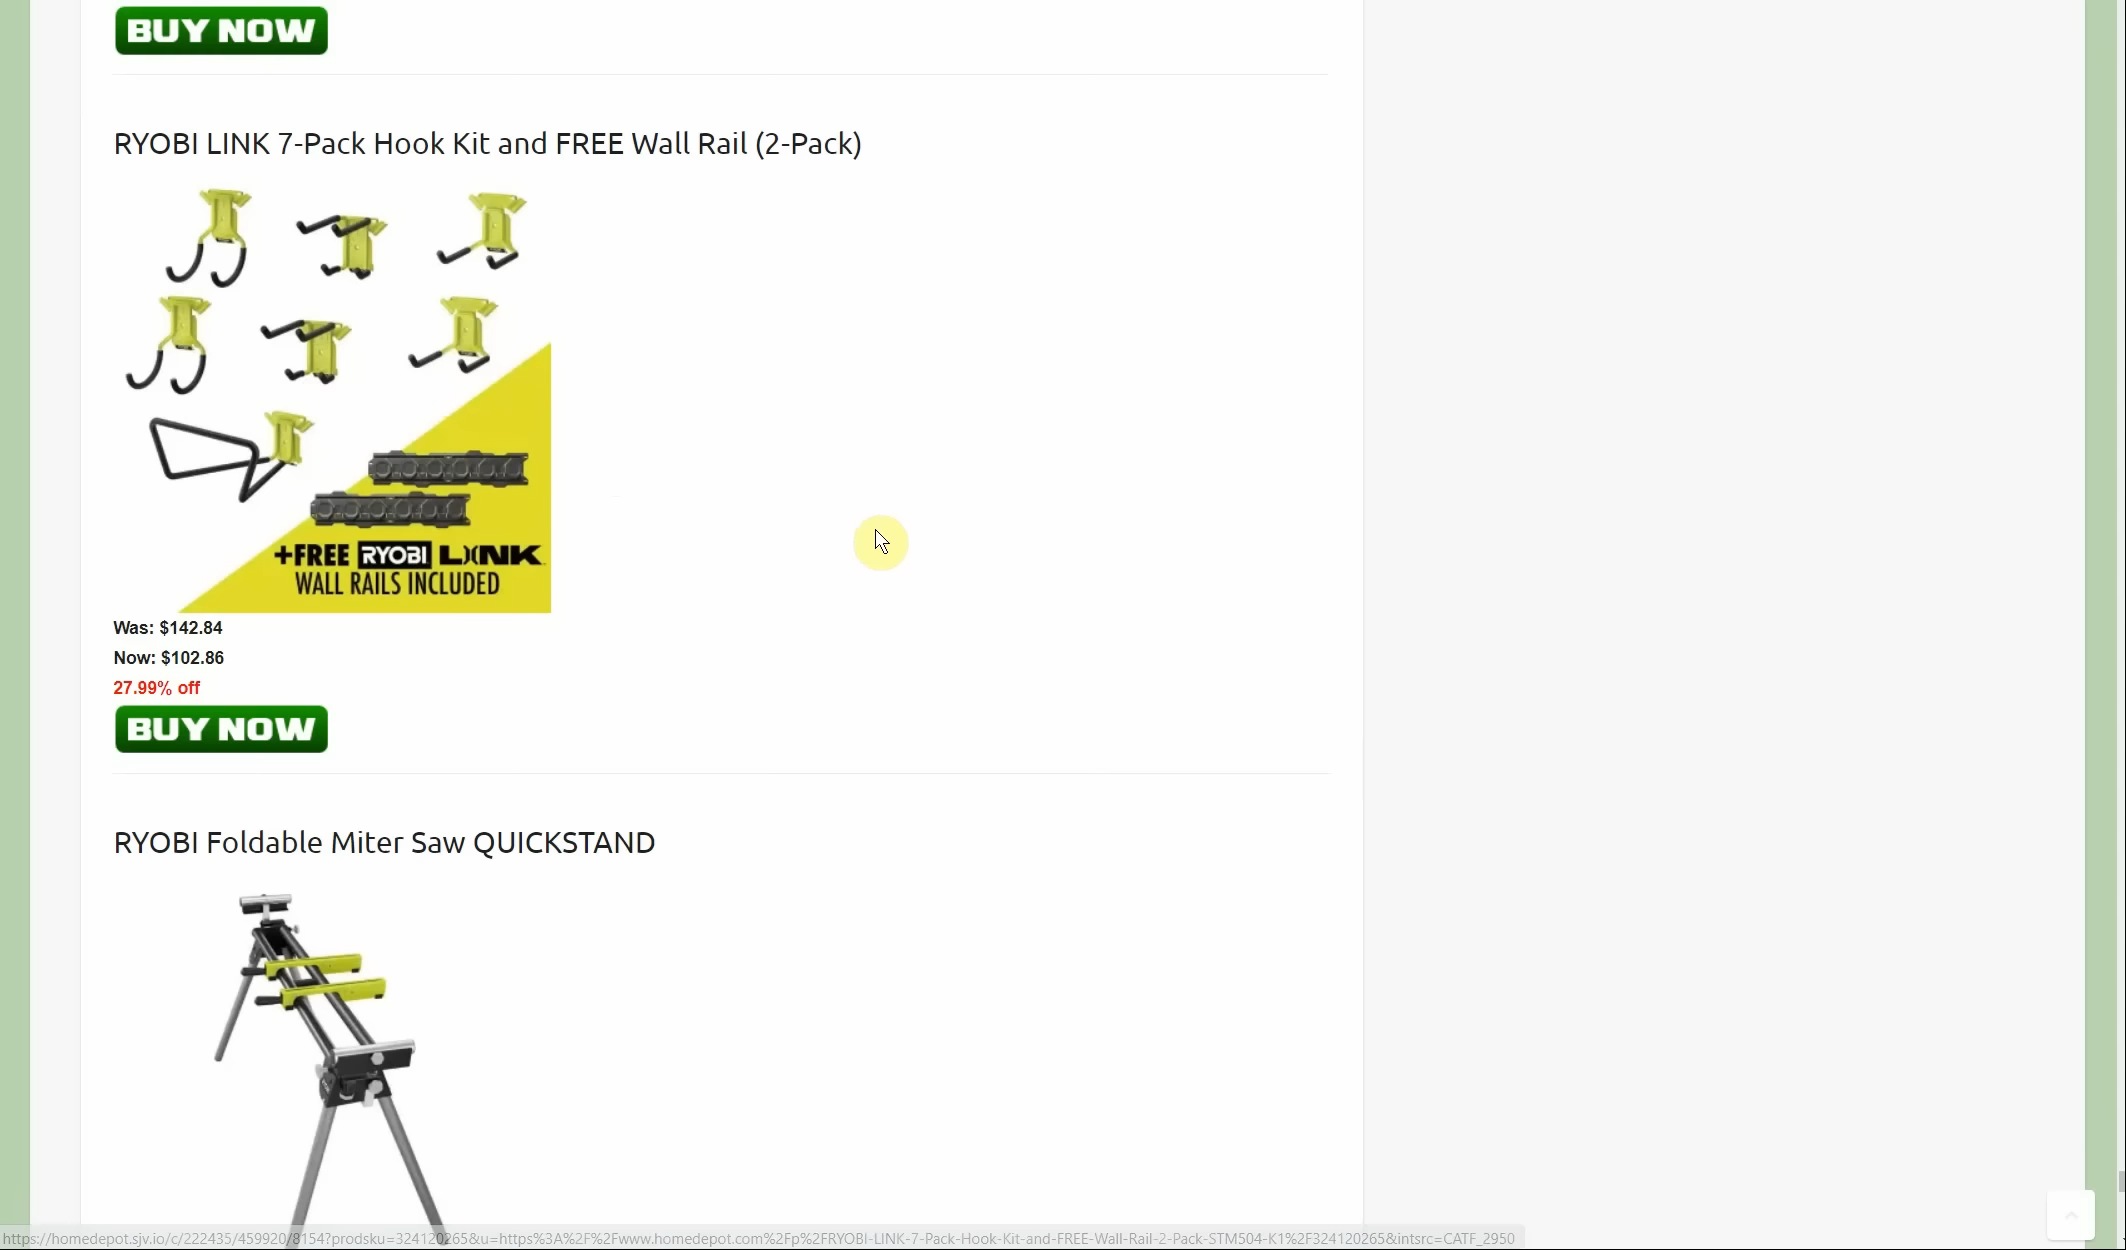 BUY NOW
RYOBI LINK 7-Pack Hook Kit and FREE Wall Rail (2-Pack)
+FREE RYOBI LINK
WALL RAILS INCLUDED
Was: $142.84
Now: $102.86
27.99% off
BUY NOW
RYOBI Foldable Miter Saw QUICKSTAND
https://homedepot.sjv.io/c/222435/459920/8154?prodsku=324120265&u=https%3A%2F%2Fwww.homedepot.com%2Fp%2FRYOBI-LINK-7-Pack-Hook-Kit-and-FREE-Wall-Rail-2-Pack-STM504-K1%2F324120265&intsrc=CATF_2950